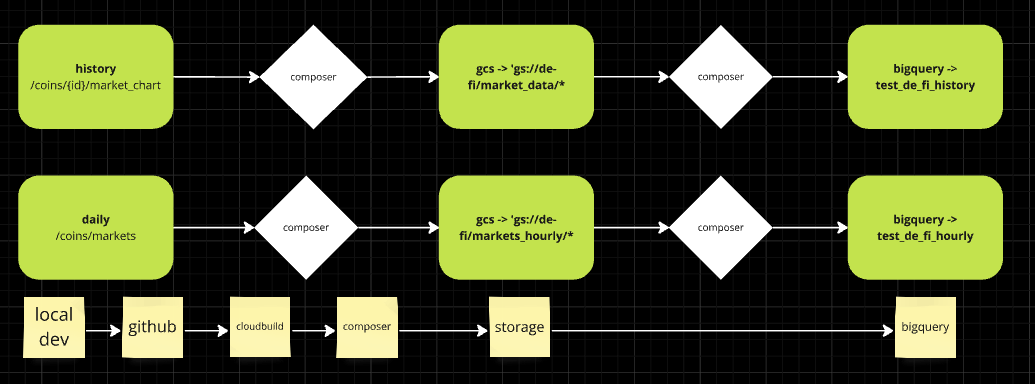 history
/coins/{id}/market_chart
composer
gcs -> 'gs://de-
fi/market_data/*
composer
bigquery ->
test_de_fi_history
daily
/coins/markets
composer
gcs -> 'gs://de-
fi/markets_hourly/*
composer
bigquery ->
test_de_fi_hourly
local
dev
github
cloudbuild
composer
storage
bigquery